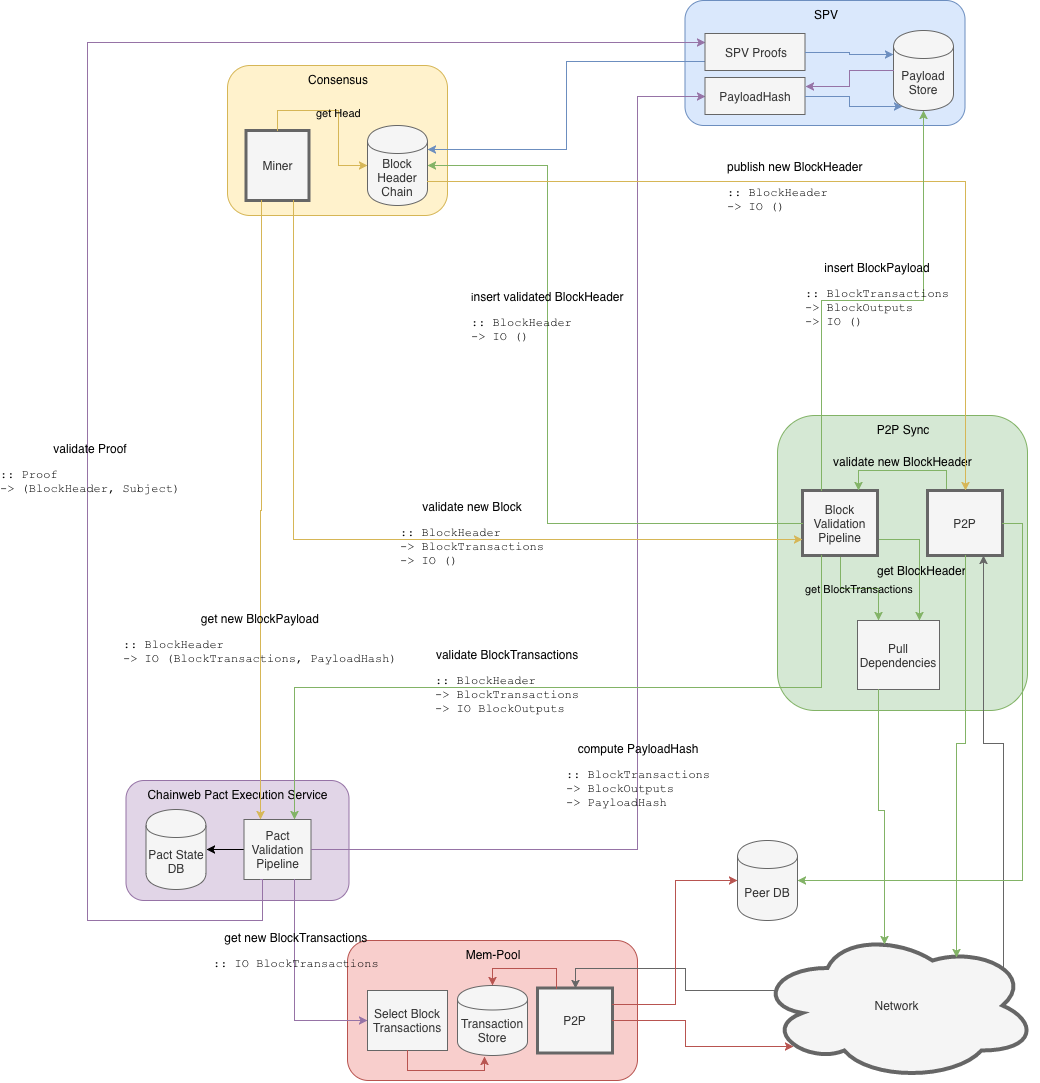 SPV
SPV Proofs
PayloadHash
Payload
Store
Consensus
get Head
Miner
Block
Header
Chain
publish new BlockHeader
:: BlockHeader
-> IO ()
insert BlockPayload
:: BlockTransactions
-> BlockOutputs
-> IO ()
insert validated BlockHeader
:: BlockHeader
-> IO ()
validate Proof
:: Proof
-> (BlockHeader, Subject)
P2P Sync
validate new BlockHeader
Block
Validation
Pipeline
P2P
get BlockHeader
get BlockTransactions
Pull
Dependencies
validate new Block
:: BlockHeader
-> BlockTransactions
-> IO ()
get new BlockPayload
:: BlockHeader
-> IO (BlockTransactions, PayloadHash)
validate BlockTransactions
:: BlockHeader
-> BlockTransactions
-> IO BlockOutputs
compute PayloadHash
:: BlockTransactions
-> BlockOutputs
-> PayloadHash
Chainweb Pact Execution Service
Pact State
DB
Pact
Validation
Pipeline
Peer DB
get new BlockTransactions
:: IO BlockTransactions
Mem-Pool
Select Block
Transactions
Transaction
Store
P2P
Network